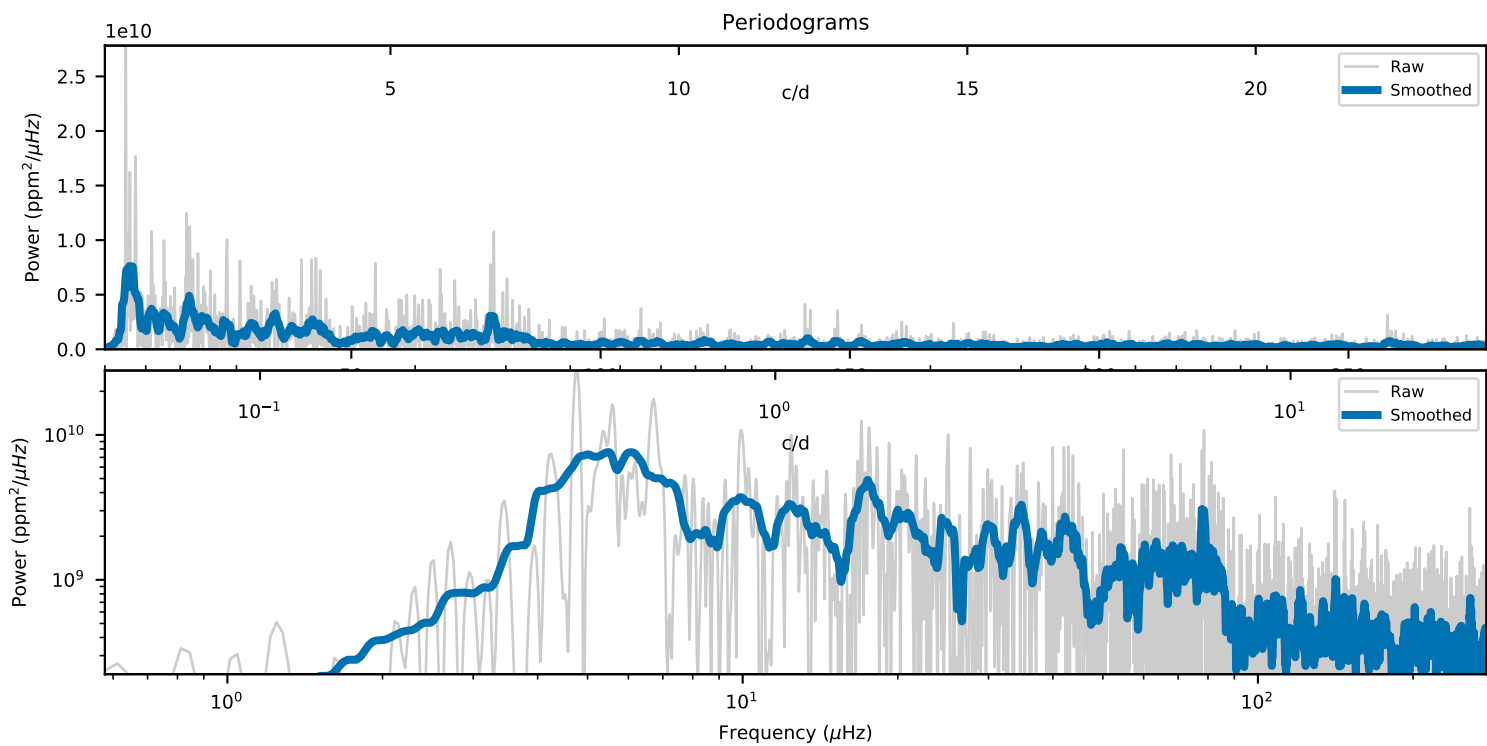 Periodograms
1e10
5 10 15 20
c/d
Raw
Smoothed
2.5
2.0
1.5
1.0
0.5
0.0
Power (ppm²/μHz)
10⁻¹ 10⁰ 10¹
c/d
Raw
Smoothed
10¹⁰
10⁹
Power (ppm²/μHz)
10⁰ 10¹ 10²
Frequency (μHz)